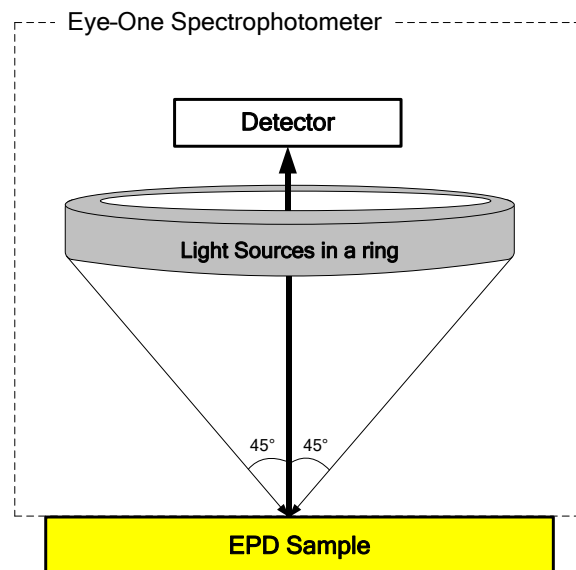 Eye-One Spectrophotometer
Detector
Light Sources in a ring
45° 45°
EPD Sample